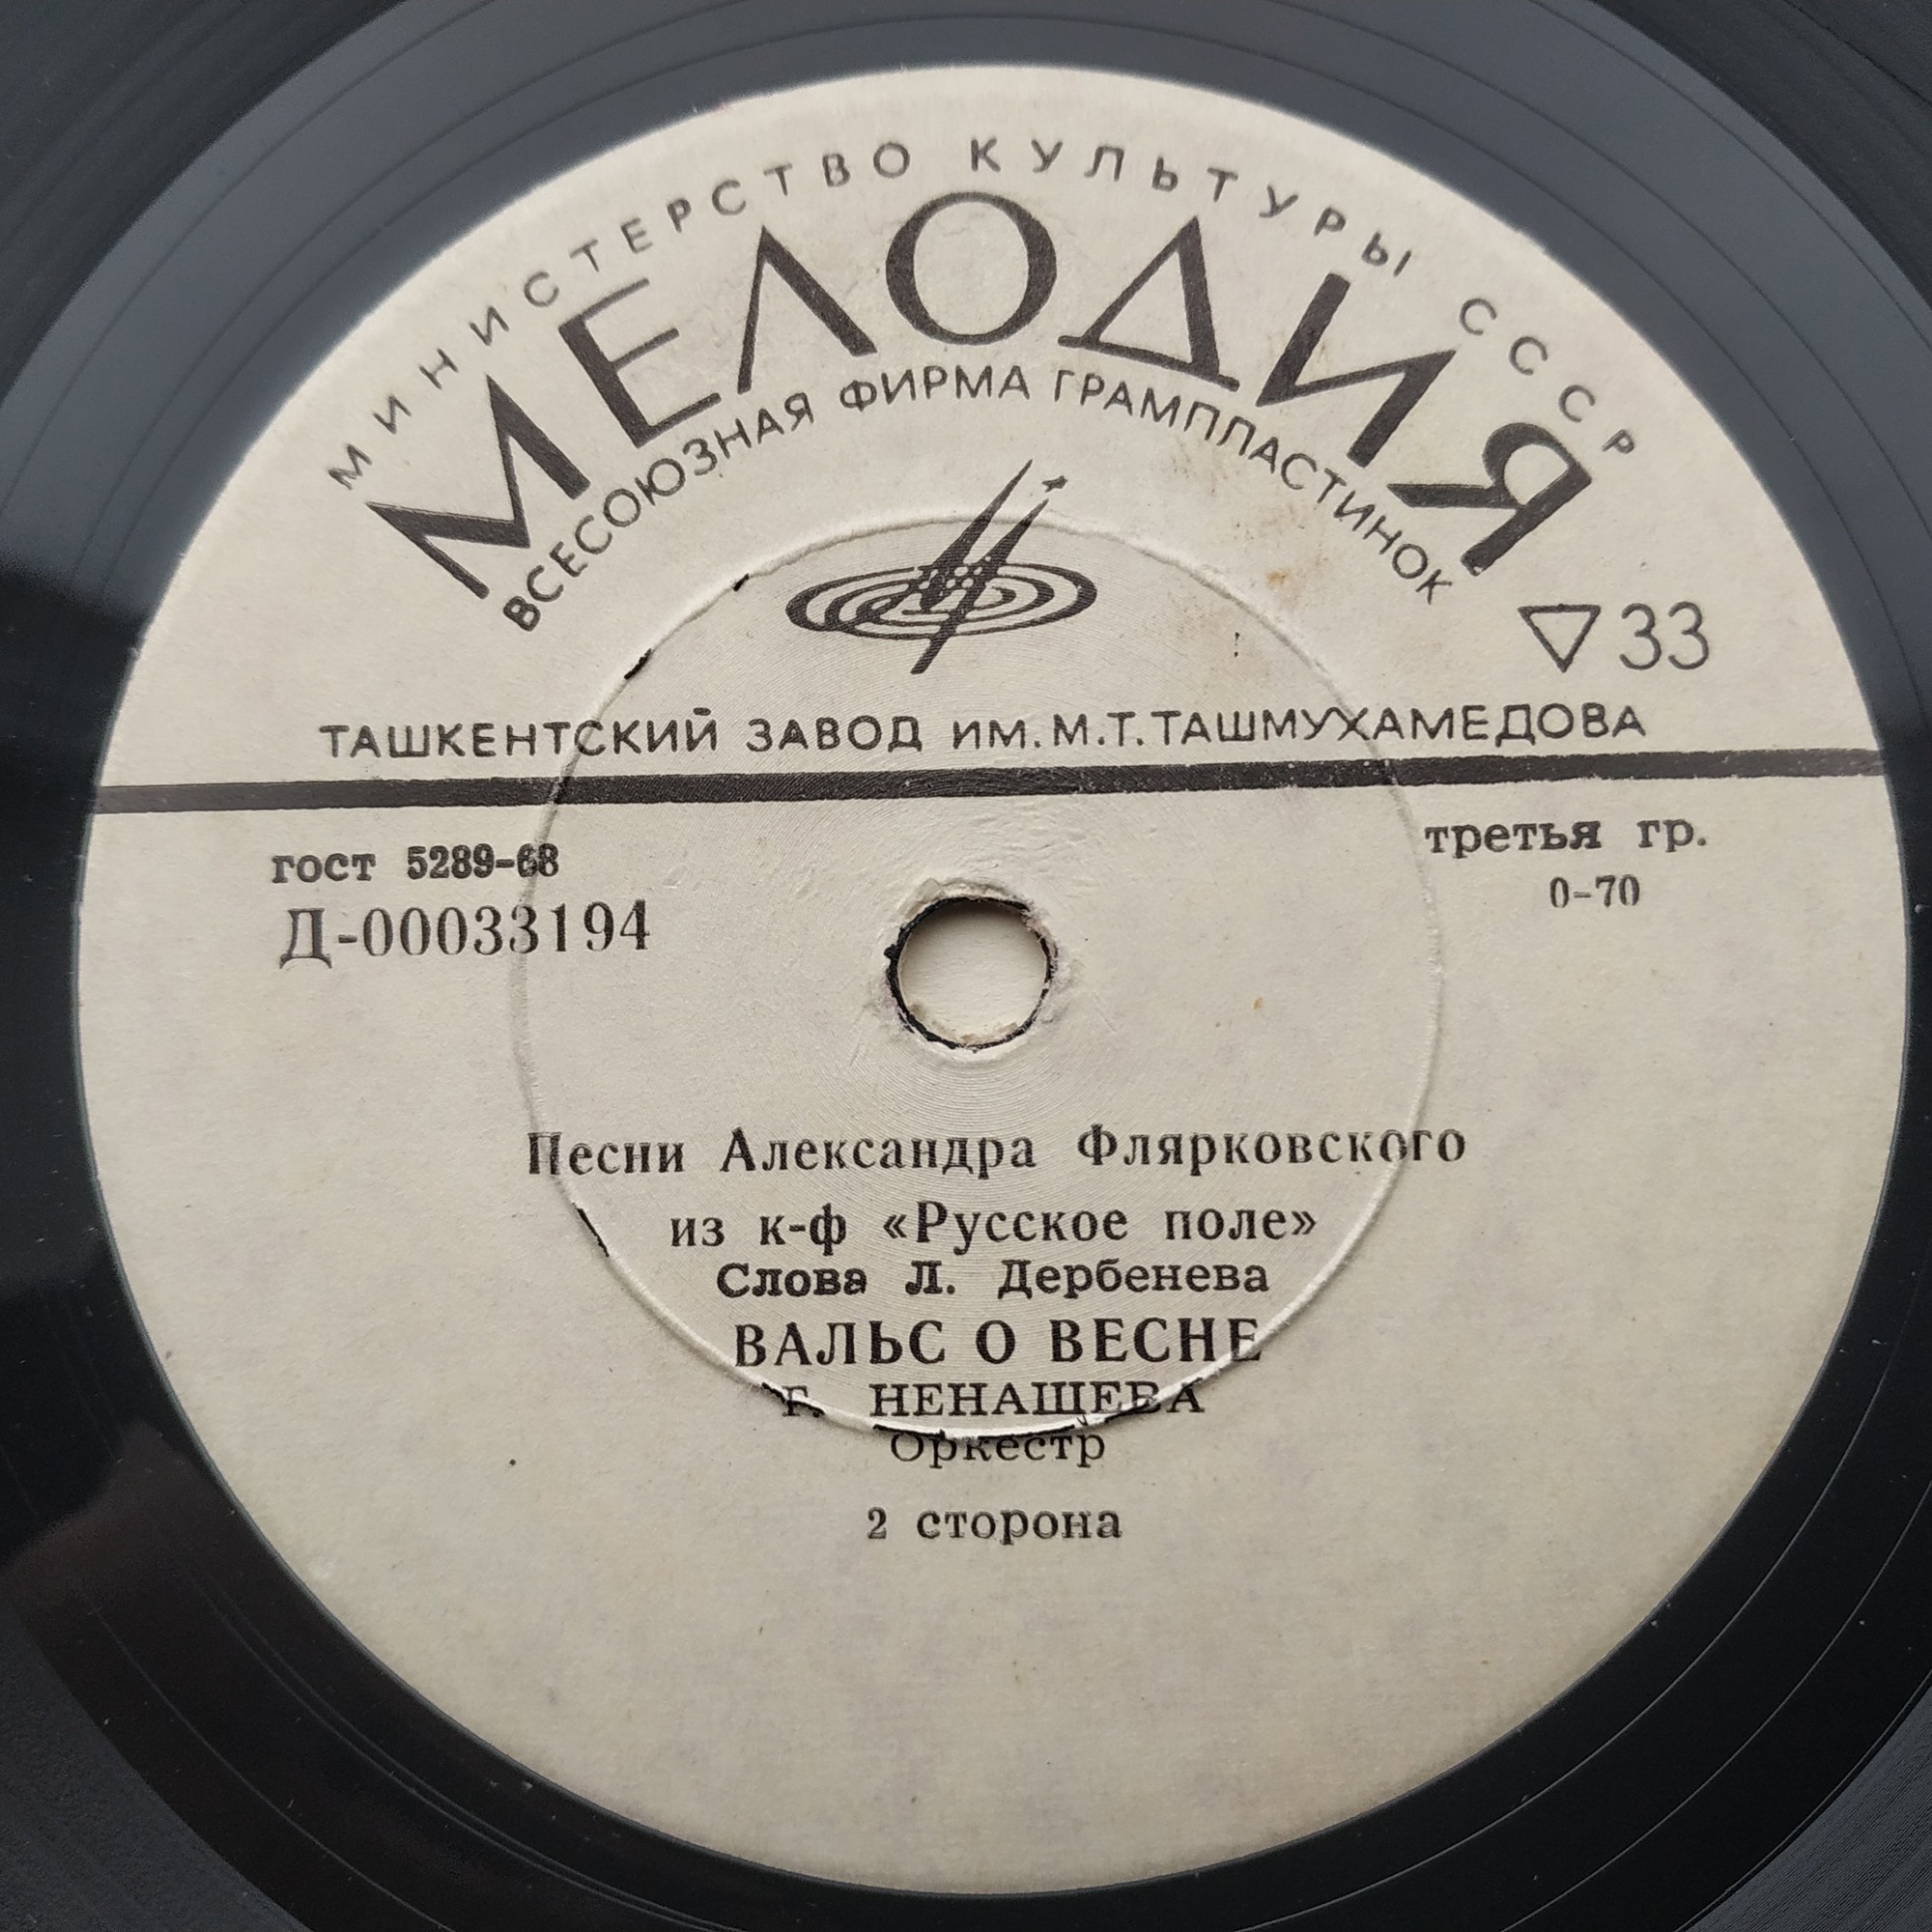 МИНИСТЕРСТВО КУЛЬТУРЫ СССР
МЕЛОДИЯ
ВСЕСОЮЗНАЯ ФИРМА ГРАМПЛАСТИНОК
▽33
ТАШКЕНТСКИЙ ЗАВОД ИМ. М.Т. ТАШМУХАМЕДОВА
гост 5289-68
третья гр.
Д-00033194
0-70
Песни Александра Флярковского
из к-ф «Русское поле»
Слова Л. Дербенева
ВАЛЬС О ВЕСНЕ
Г. НЕНАШЕВА
Оркестр
2 сторона